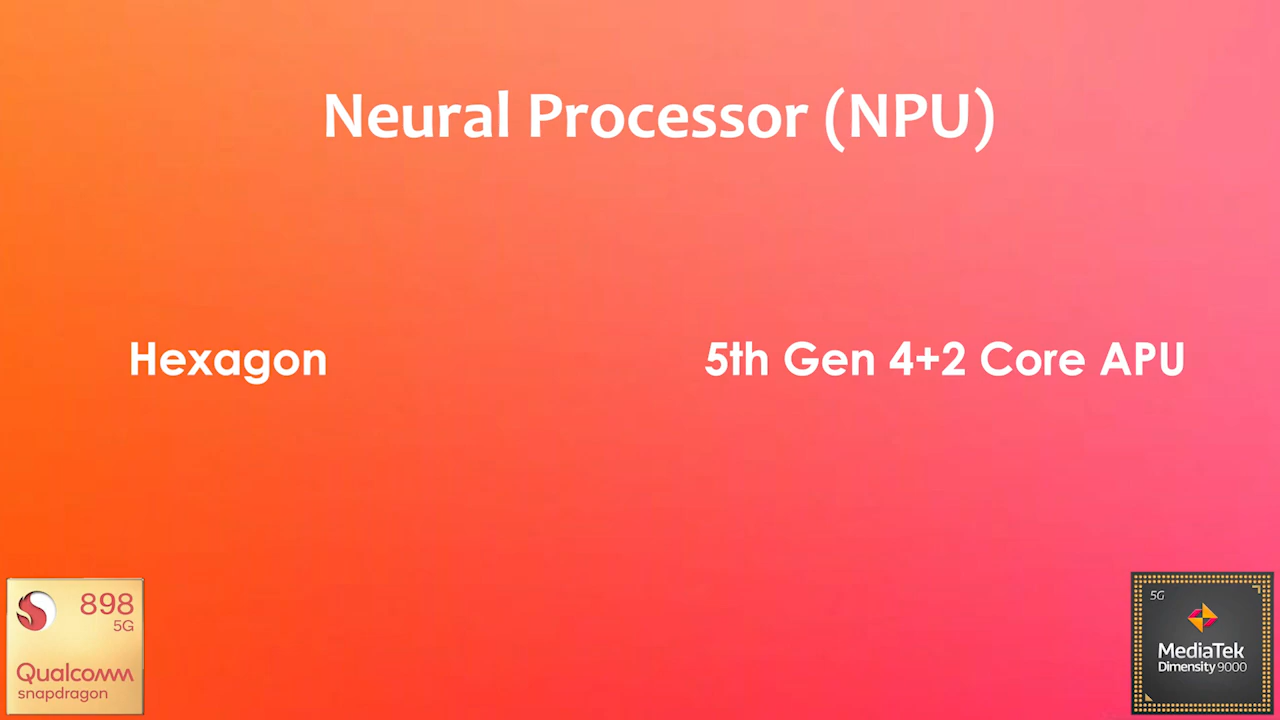 Neural Processor (NPU)
Hexagon
5th Gen 4+2 Core APU
898
5G
Qualcomm
snapdragon
5G
MediaTek
Dimensity 9000